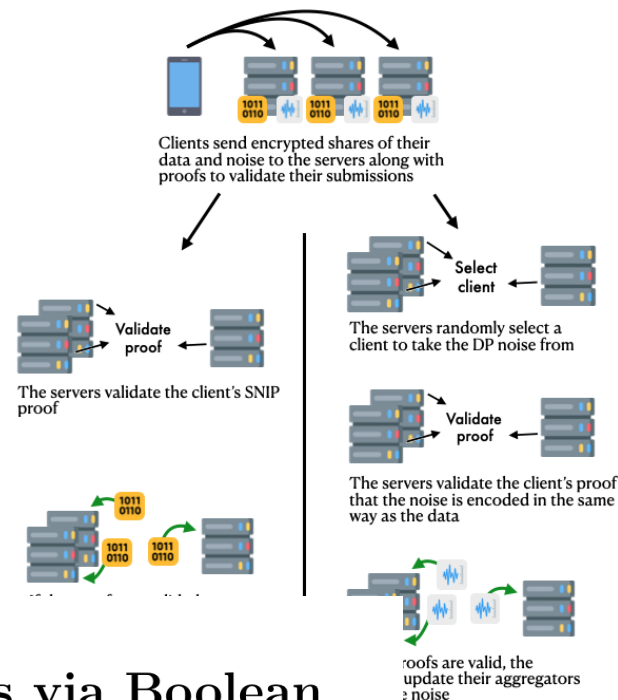 1011
0110
1011
0110
1011
0110
Clients send encrypted shares of their
data and noise to the servers along with
proofs to validate their submissions
Validate
proof
The servers validate the client's SNIP
proof
1011
0110
1011
0110
1011
0110
Select
client
The servers randomly select a
client to take the DP noise from
Validate
proof
The servers validate the client's proof
that the noise is encoded in the same
way as the data
are valid, the
update their aggregators
noise
via Boolean